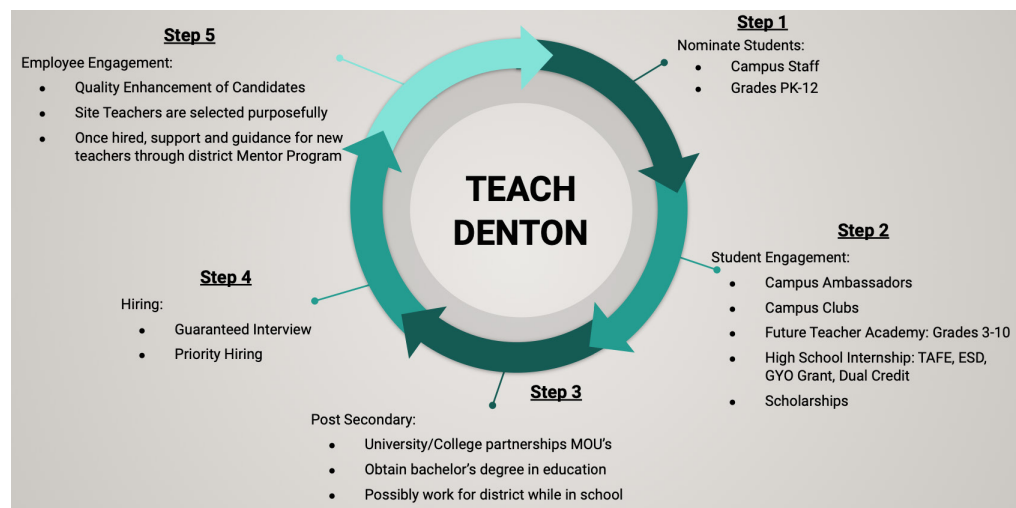 TEACH
DENTON
Step 1
Nominate Students:
● Campus Staff
● Grades PK-12
Step 2
Student Engagement:
● Campus Ambassadors
● Campus Clubs
● Future Teacher Academy: Grades 3-10
● High School Internship: TAFE, ESD,
GYO Grant, Dual Credit
● Scholarships
Step 3
Post Secondary:
● University/College partnerships MOU's
● Obtain bachelor's degree in education
● Possibly work for district while in school
Step 4
Hiring:
● Guaranteed Interview
● Priority Hiring
Step 5
Employee Engagement:
● Quality Enhancement of Candidates
● Site Teachers are selected purposefully
● Once hired, support and guidance for new
teachers through district Mentor Program